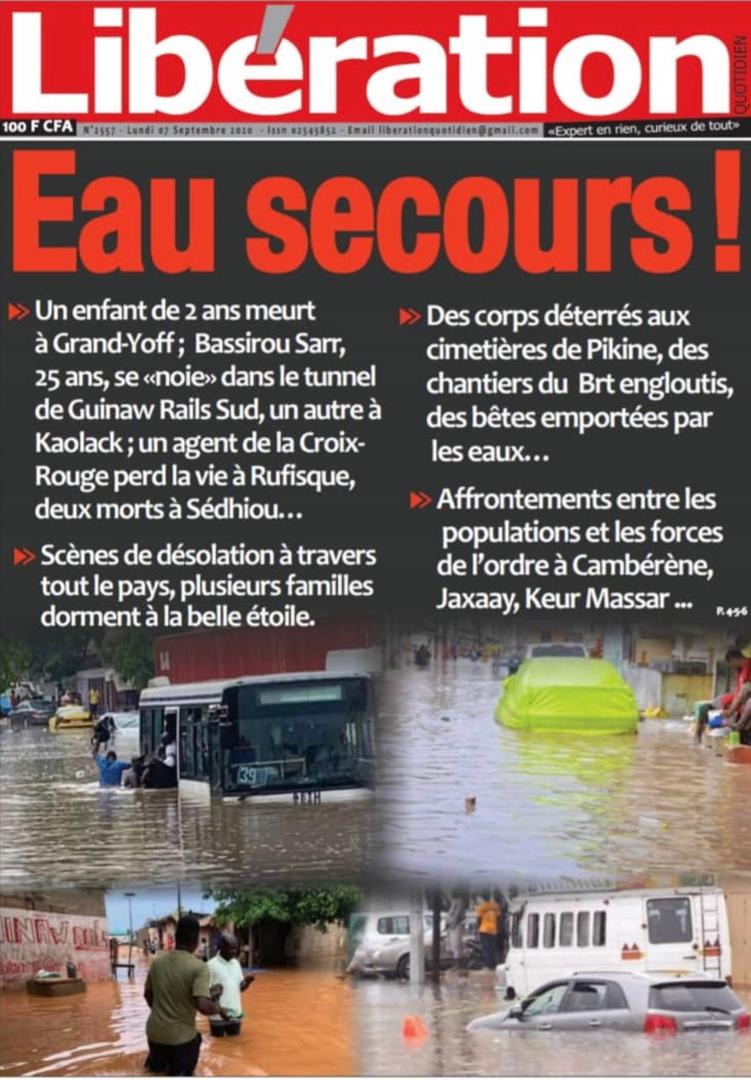 Libération
QUOTIDIEN
100 F CFA
N°2557 - Lundi 07 Septembre 2020 - Issn 02545852 - Email liberationquotidien@gmail.com
«Expert en rien, curieux de tout»
Eau secours !
Un enfant de 2 ans meurt
à Grand-Yoff ; Bassirou Sarr,
25 ans, se «noie» dans le tunnel
de Guinaw Rails Sud, un autre à
Kaolack ; un agent de la Croix-
Rouge perd la vie à Rufisque,
deux morts à Sédhiou...
Scènes de désolation à travers
tout le pays, plusieurs familles
dorment à la belle étoile.
Des corps déterrés aux
cimetières de Pikine, des
chantiers du Brt engloutis,
des bêtes emportées par
les eaux...
Affrontements entre les
populations et les forces
de l'ordre à Cambérène,
Jaxaay, Keur Massar ...
P.4-5-6
39